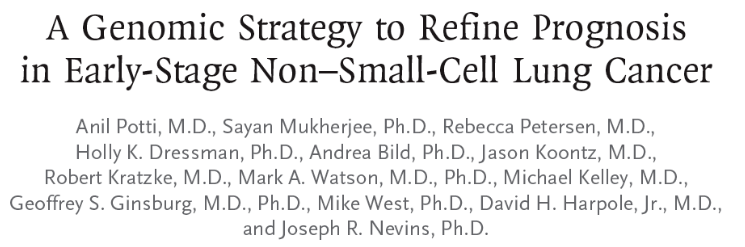 A Genomic Strategy to Refine Prognosis
in Early-Stage Non–Small-Cell Lung Cancer
Anil Potti, M.D., Sayan Mukherjee, Ph.D., Rebecca Petersen, M.D.,
Holly K. Dressman, Ph.D., Andrea Bild, Ph.D., Jason Koontz, M.D.,
Robert Kratzke, M.D., Mark A. Watson, M.D., Ph.D., Michael Kelley, M.D.,
Geoffrey S. Ginsburg, M.D., Ph.D., Mike West, Ph.D., David H. Harpole, Jr., M.D.,
and Joseph R. Nevins, Ph.D.